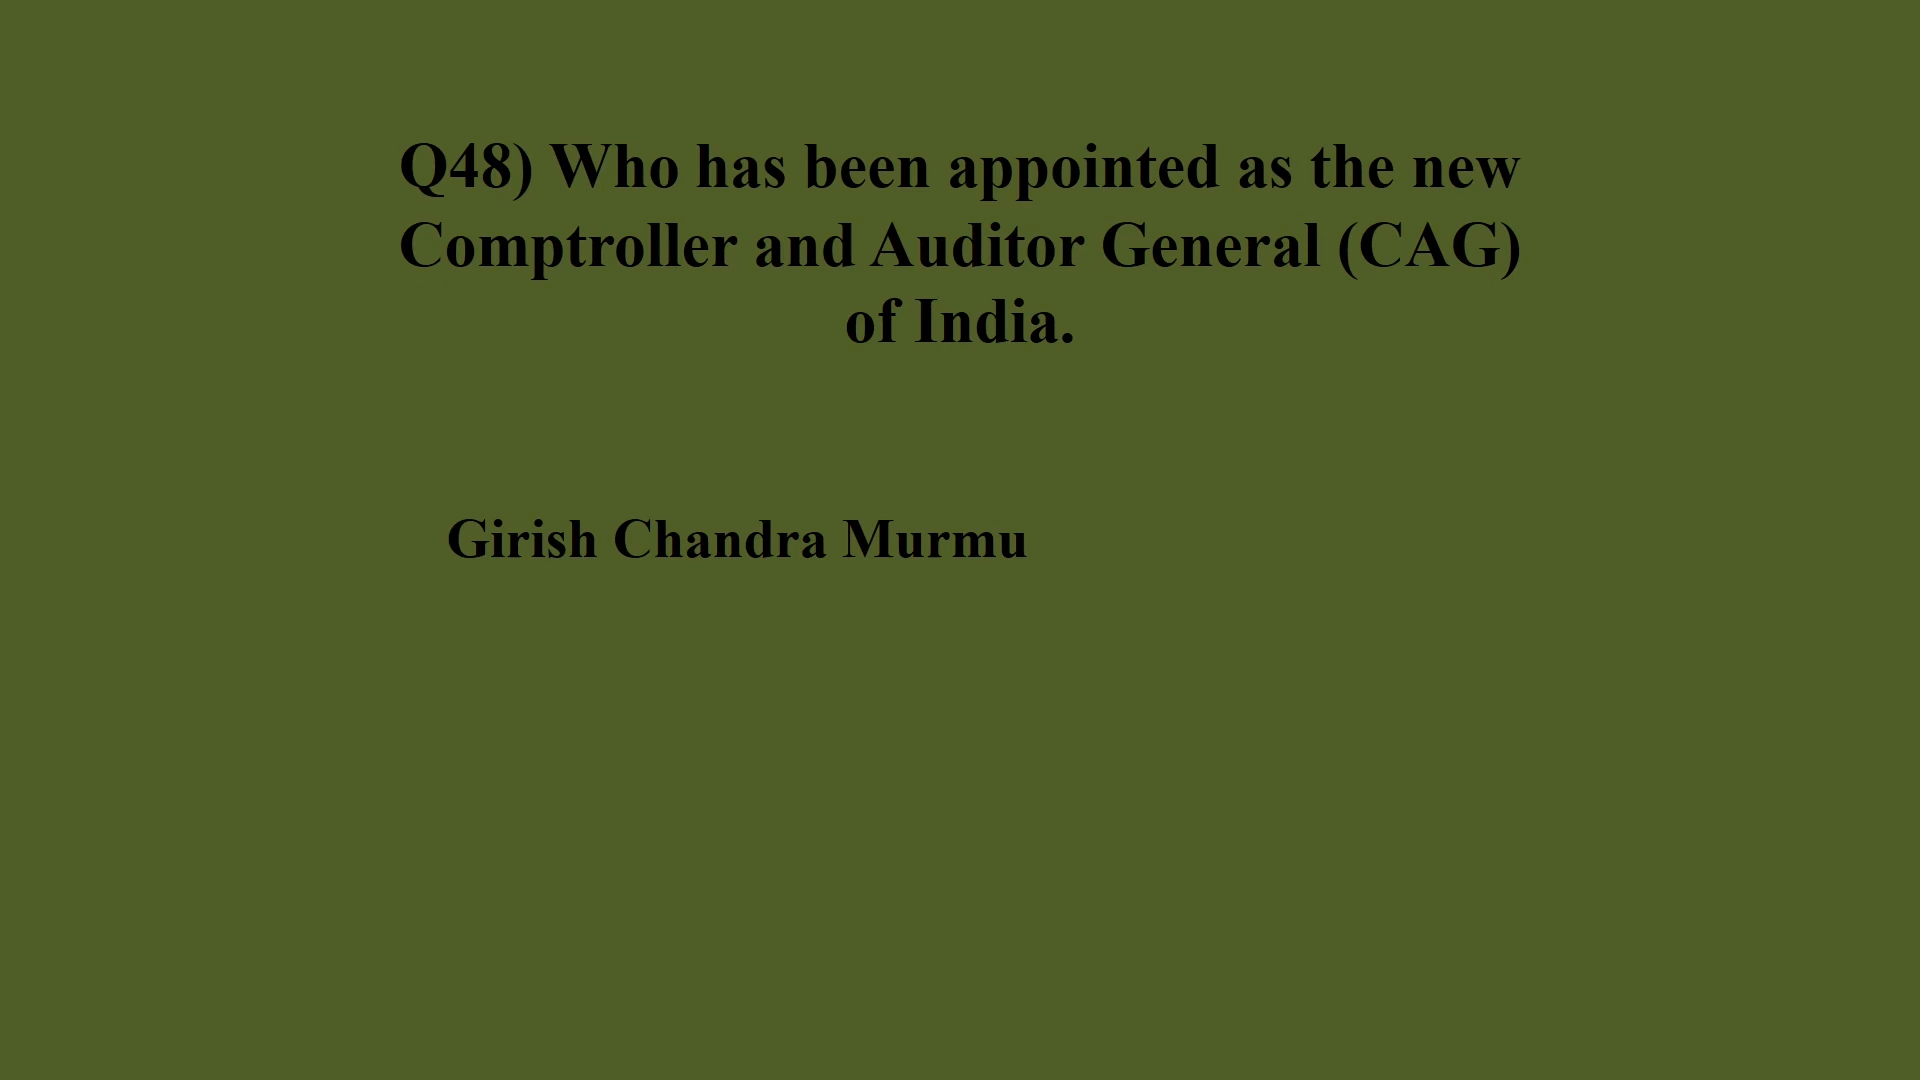 Q48) Who has been appointed as the new
Comptroller and Auditor General (CAG)
of India.
Girish Chandra Murmu